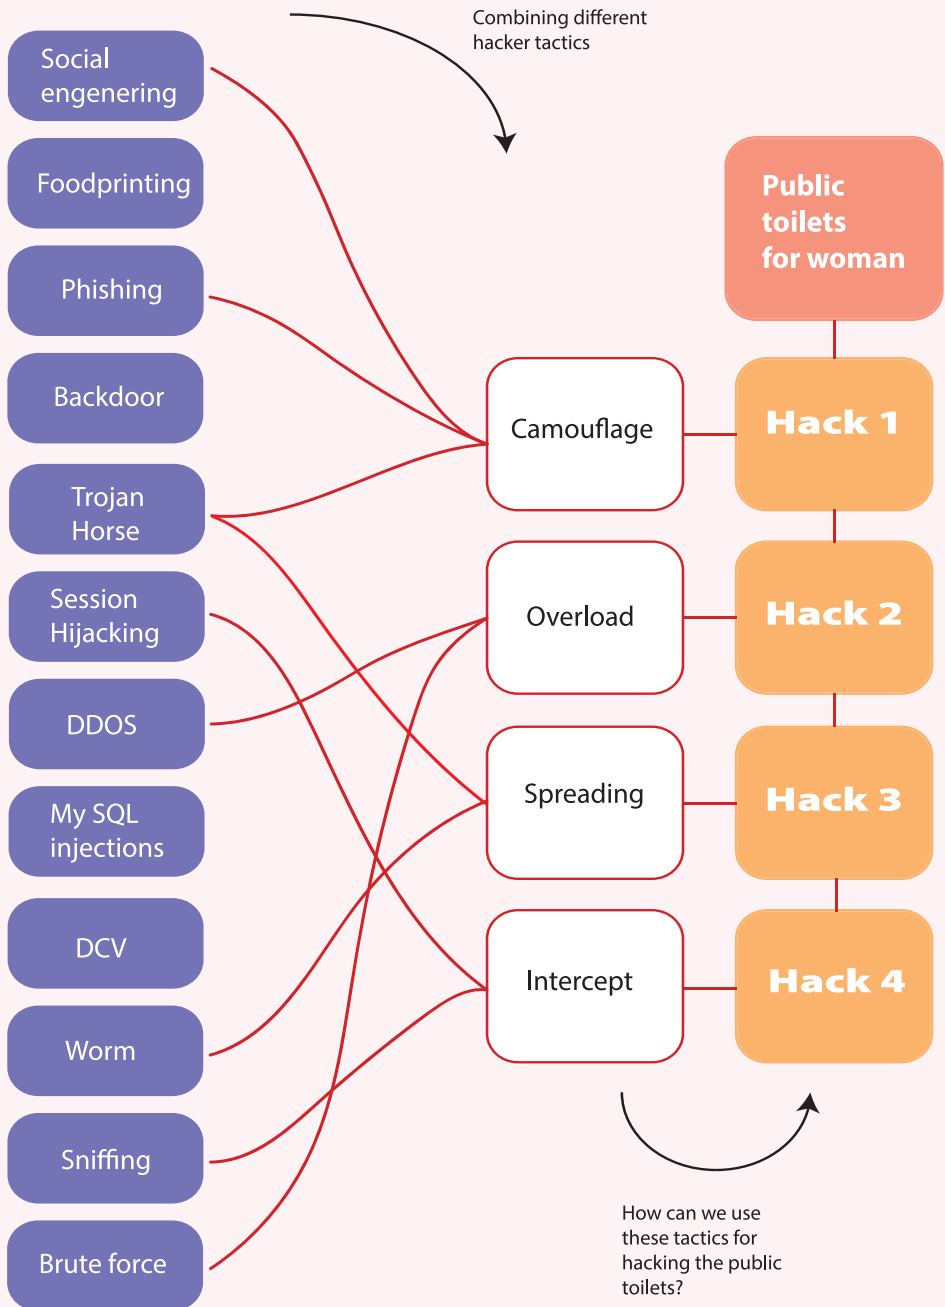 Combining different
hacker tactics
Social
engenering
Foodprinting
Phishing
Backdoor
Trojan
Horse
Session
Hijacking
DDOS
My SQL
injections
DCV
Worm
Sniffing
Brute force
Camouflage
Overload
Spreading
Intercept
Public
toilets
for woman
Hack 1
Hack 2
Hack 3
Hack 4
How can we use
these tactics for
hacking the public
toilets?